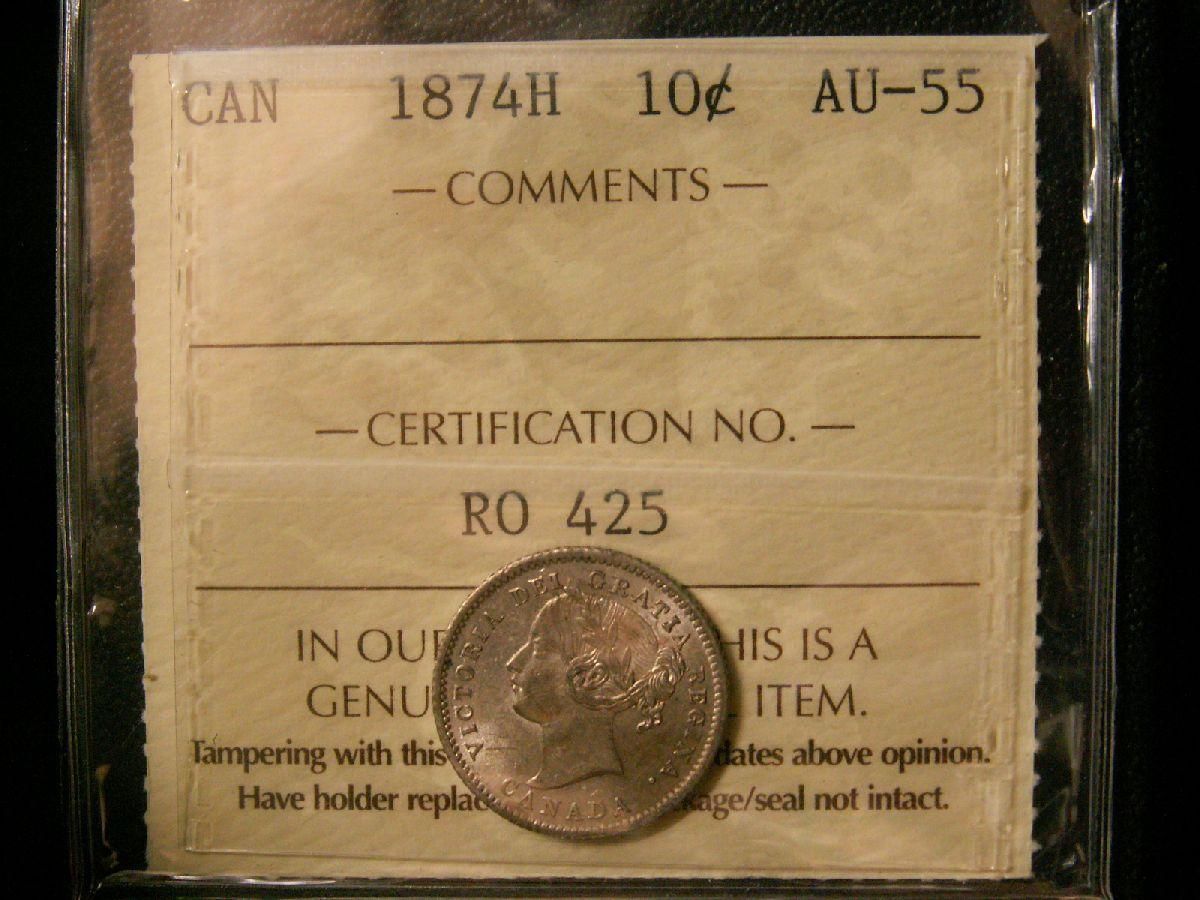 CAN 1874H 10¢ AU-55
— COMMENTS —
— CERTIFICATION NO. —
RO 425
IN OUR THIS IS A
GENU ITEM.
Tampering with this dates above opinion.
Have holder replac kage/seal not intact.
VICTORIA DEI GRATIA REGINA.
CANADA